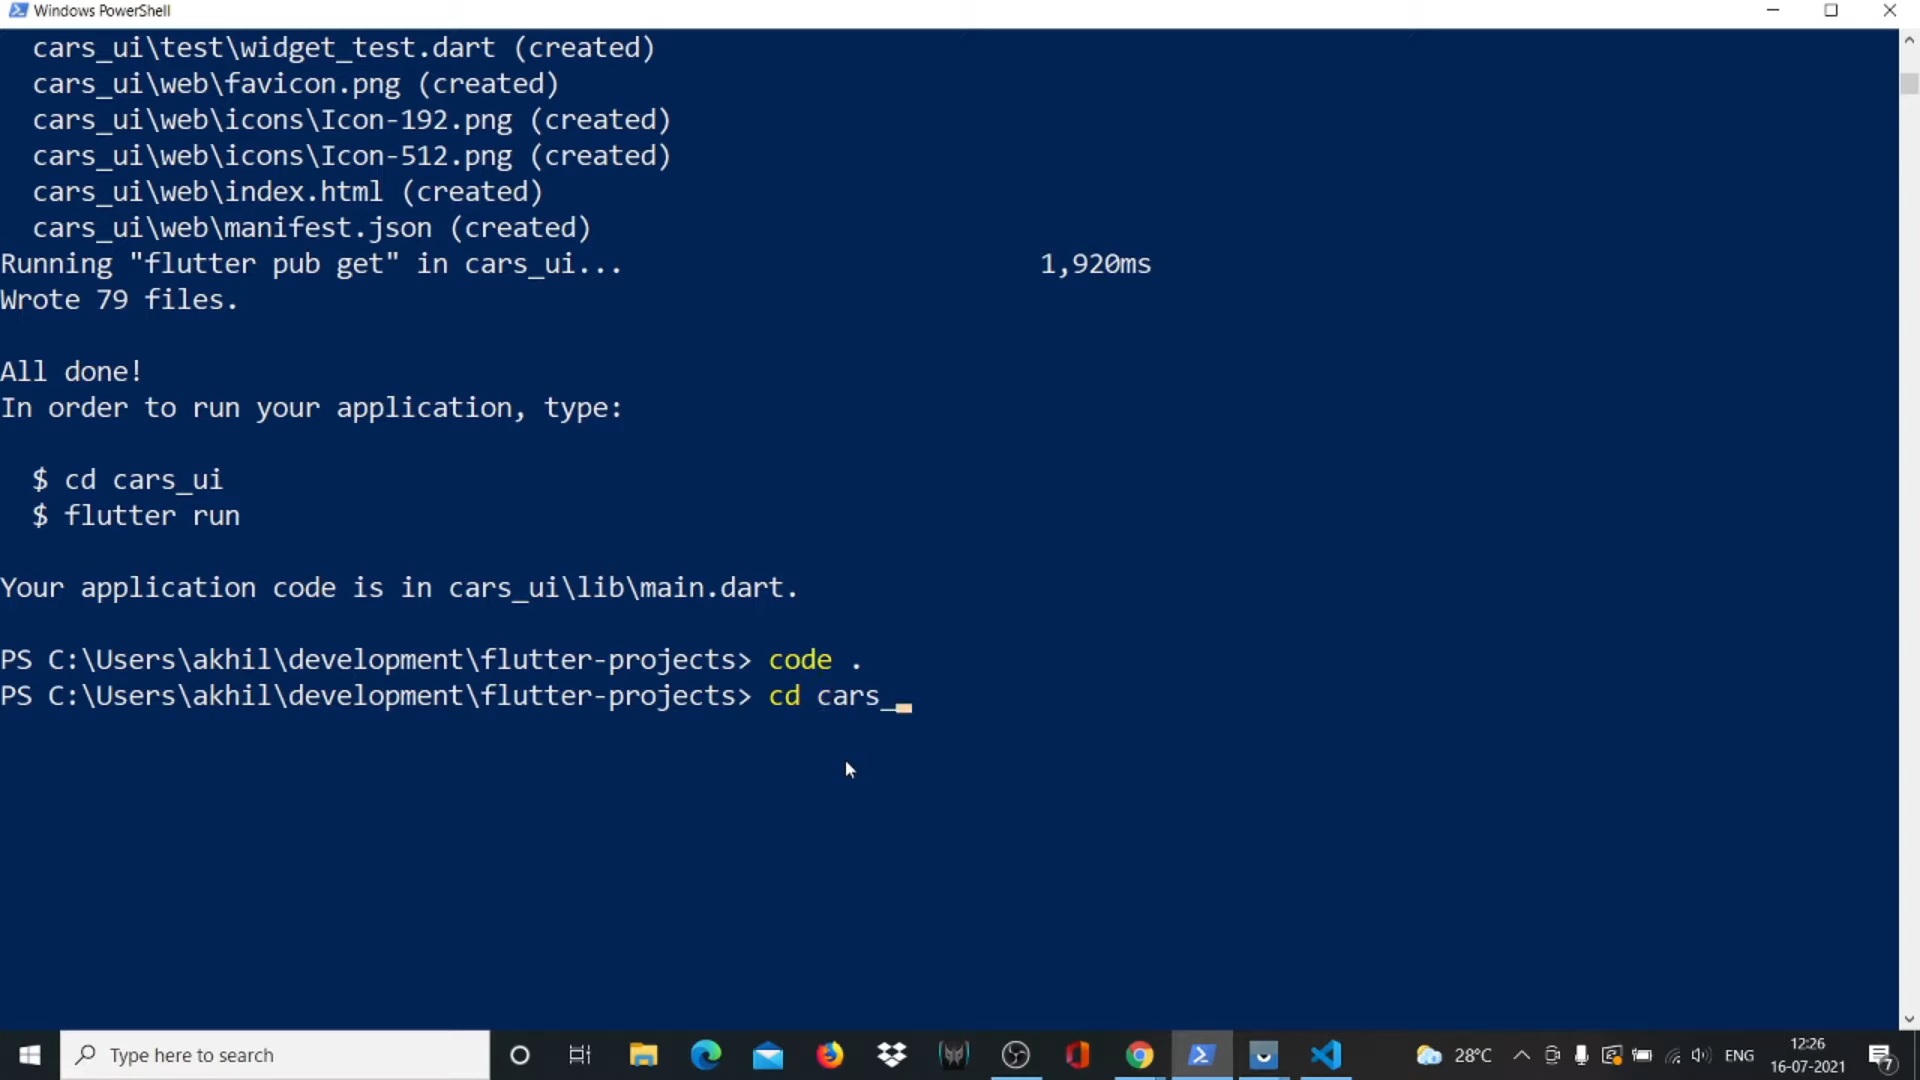 Windows PowerShell
cars_ui\test\widget_test.dart (created)
cars_ui\web\favicon.png (created)
cars_ui\web\icons\Icon-192.png (created)
cars_ui\web\icons\Icon-512.png (created)
cars_ui\web\index.html (created)
cars_ui\web\manifest.json (created)
Running "flutter pub get" in cars_ui... 1,920ms
Wrote 79 files.
All done!
In order to run your application, type:
$ cd cars_ui
$ flutter run
Your application code is in cars_ui\lib\main.dart.
PS C:\Users\akhil\development\flutter-projects> code .
PS C:\Users\akhil\development\flutter-projects> cd cars_
Type here to search
28°C
ENG
12:26
16-07-2021
7